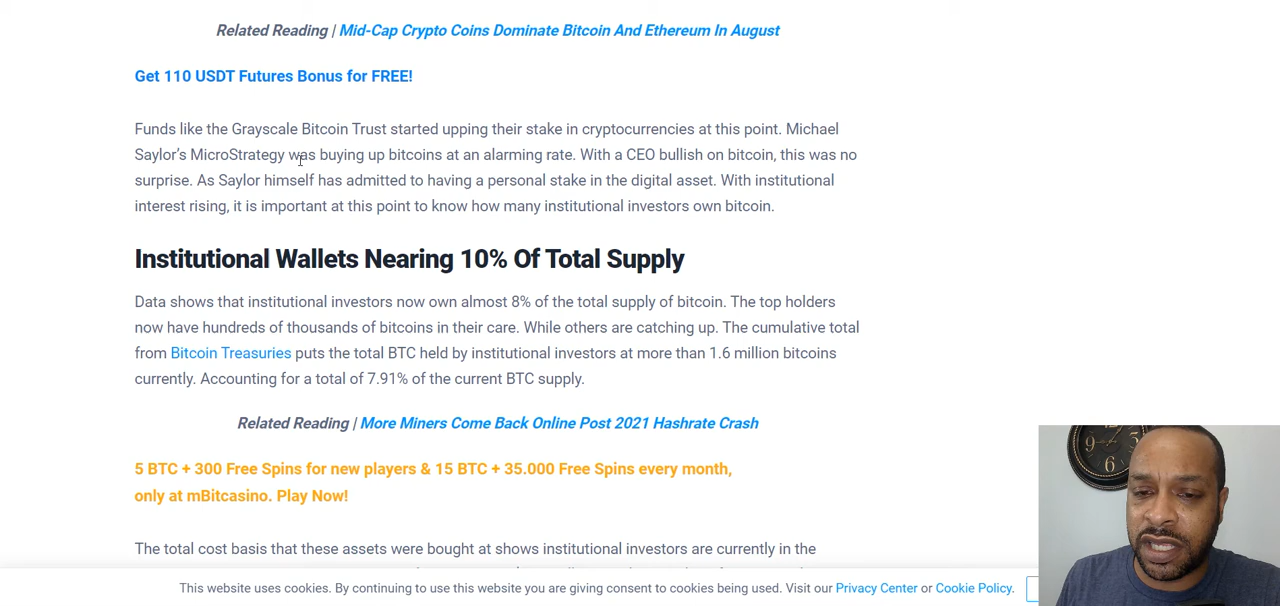 Related Reading | Mid-Cap Crypto Coins Dominate Bitcoin And Ethereum In August
Get 110 USDT Futures Bonus for FREE!
Funds like the Grayscale Bitcoin Trust started upping their stake in cryptocurrencies at this point. Michael
Saylor’s MicroStrategy was buying up bitcoins at an alarming rate. With a CEO bullish on bitcoin, this was no
surprise. As Saylor himself has admitted to having a personal stake in the digital asset. With institutional
interest rising, it is important at this point to know how many institutional investors own bitcoin.
Institutional Wallets Nearing 10% Of Total Supply
Data shows that institutional investors now own almost 8% of the total supply of bitcoin. The top holders
now have hundreds of thousands of bitcoins in their care. While others are catching up. The cumulative total
from Bitcoin Treasuries puts the total BTC held by institutional investors at more than 1.6 million bitcoins
currently. Accounting for a total of 7.91% of the current BTC supply.
Related Reading | More Miners Come Back Online Post 2021 Hashrate Crash
5 BTC + 300 Free Spins for new players & 15 BTC + 35.000 Free Spins every month,
only at mBitcasino. Play Now!
The total cost basis that these assets were bought at shows institutional investors are currently in the
This website uses cookies. By continuing to use this website you are giving consent to cookies being used. Visit our Privacy Center or Cookie Policy.